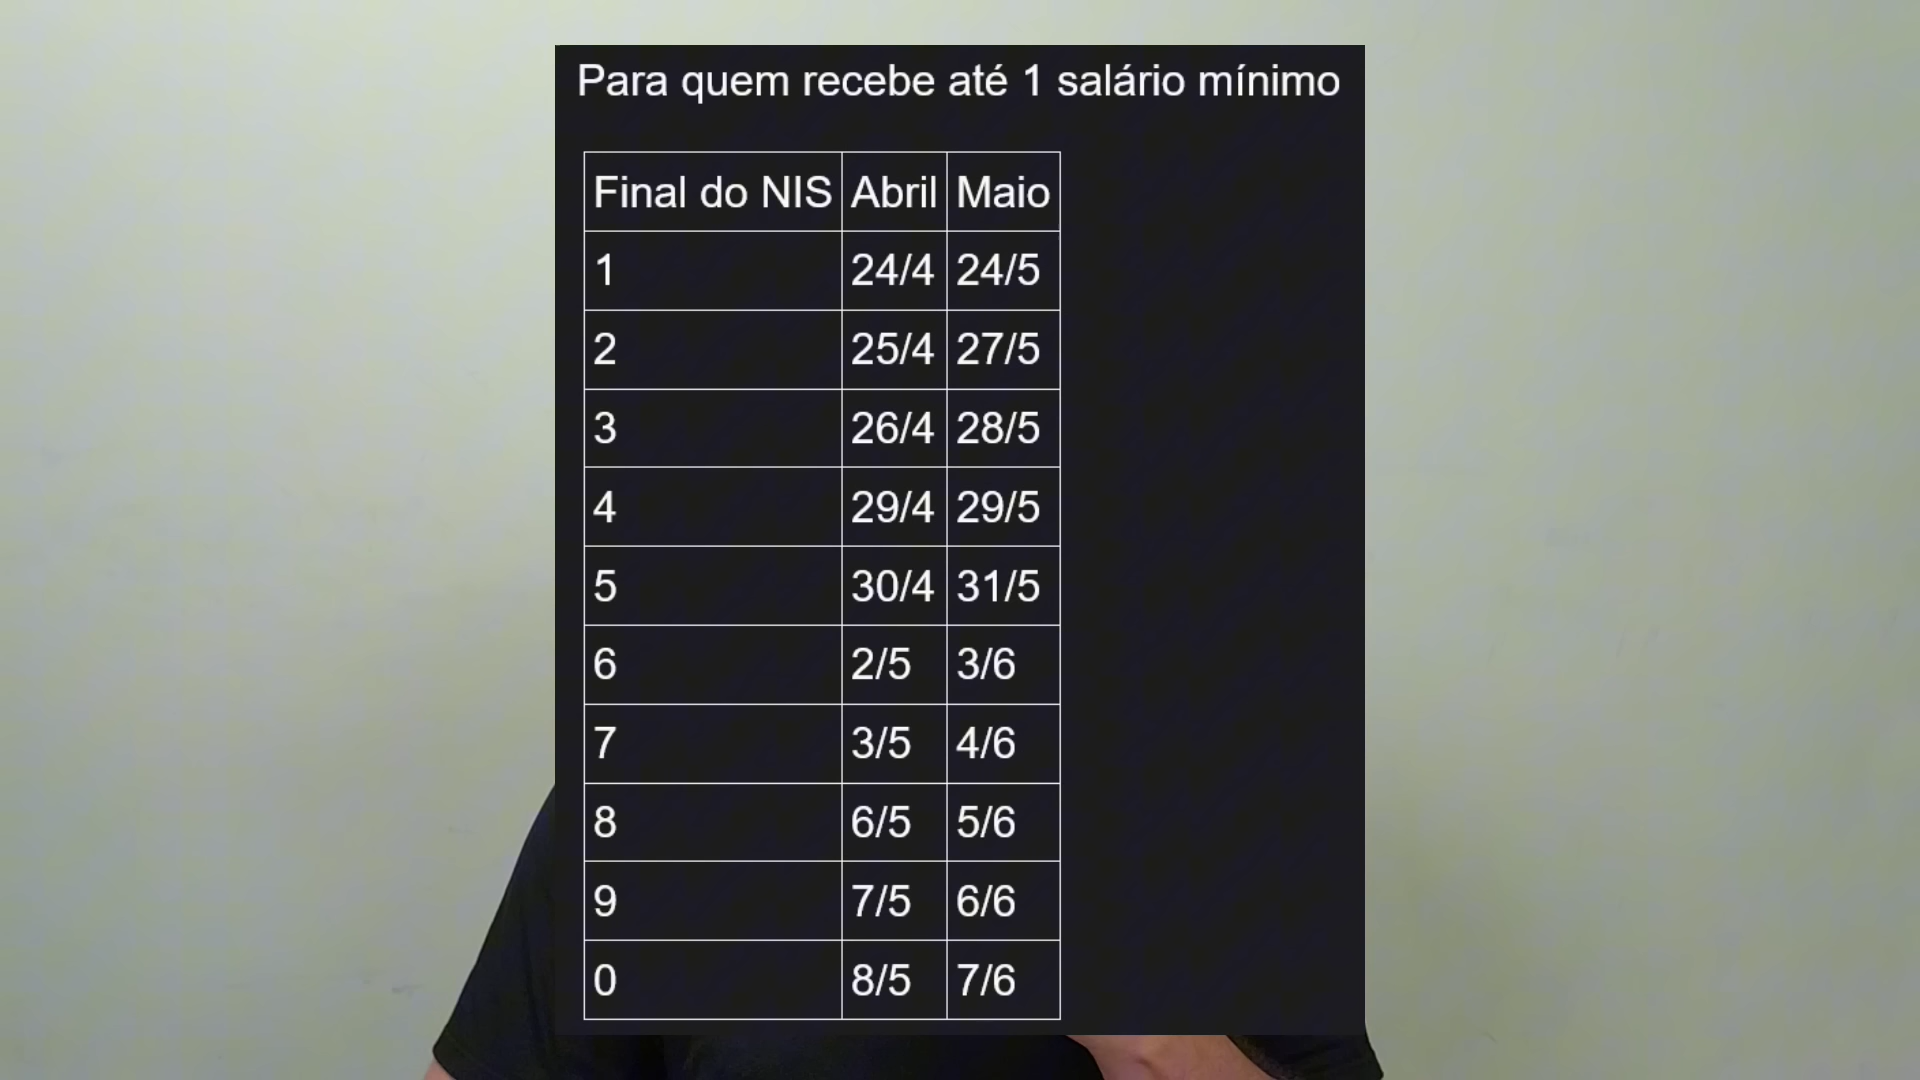 Para quem recebe até 1 salário mínimo
Final do NIS Abril Maio
1 24/4 24/5
2 25/4 27/5
3 26/4 28/5
4 29/4 29/5
5 30/4 31/5
6 2/5 3/6
7 3/5 4/6
8 6/5 5/6
9 7/5 6/6
0 8/5 7/6